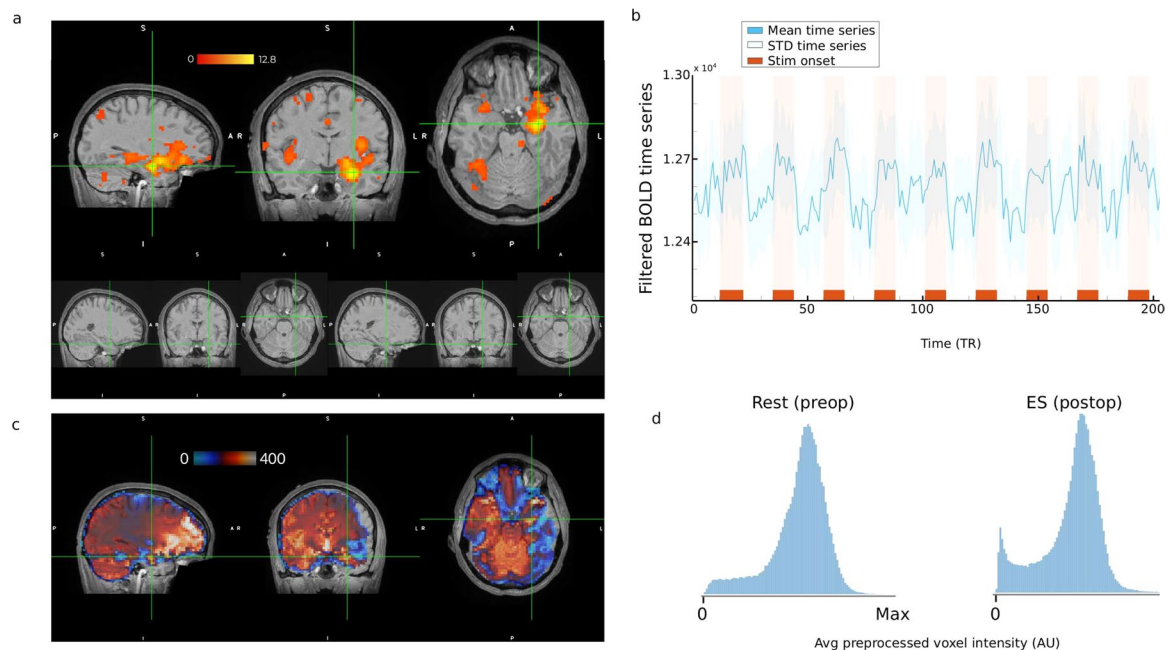 a
S
S
A
0
12.8
P
A R
L R
L
I
I
P
S
S
A
S
S
A
P
A R
L R
L P
A R
L R
L
I
I
P
I
I
P
b
Mean time series
STD time series
Stim onset
x 10⁴
1.30
1.27
1.24
Filtered BOLD time series
0
50
100
150
200
Time (TR)
c
S
S
A
0
400
P
A R
L R
L
I
I
P
d
Rest (preop)
ES (postop)
0
Max
0
Avg preprocessed voxel intensity (AU)